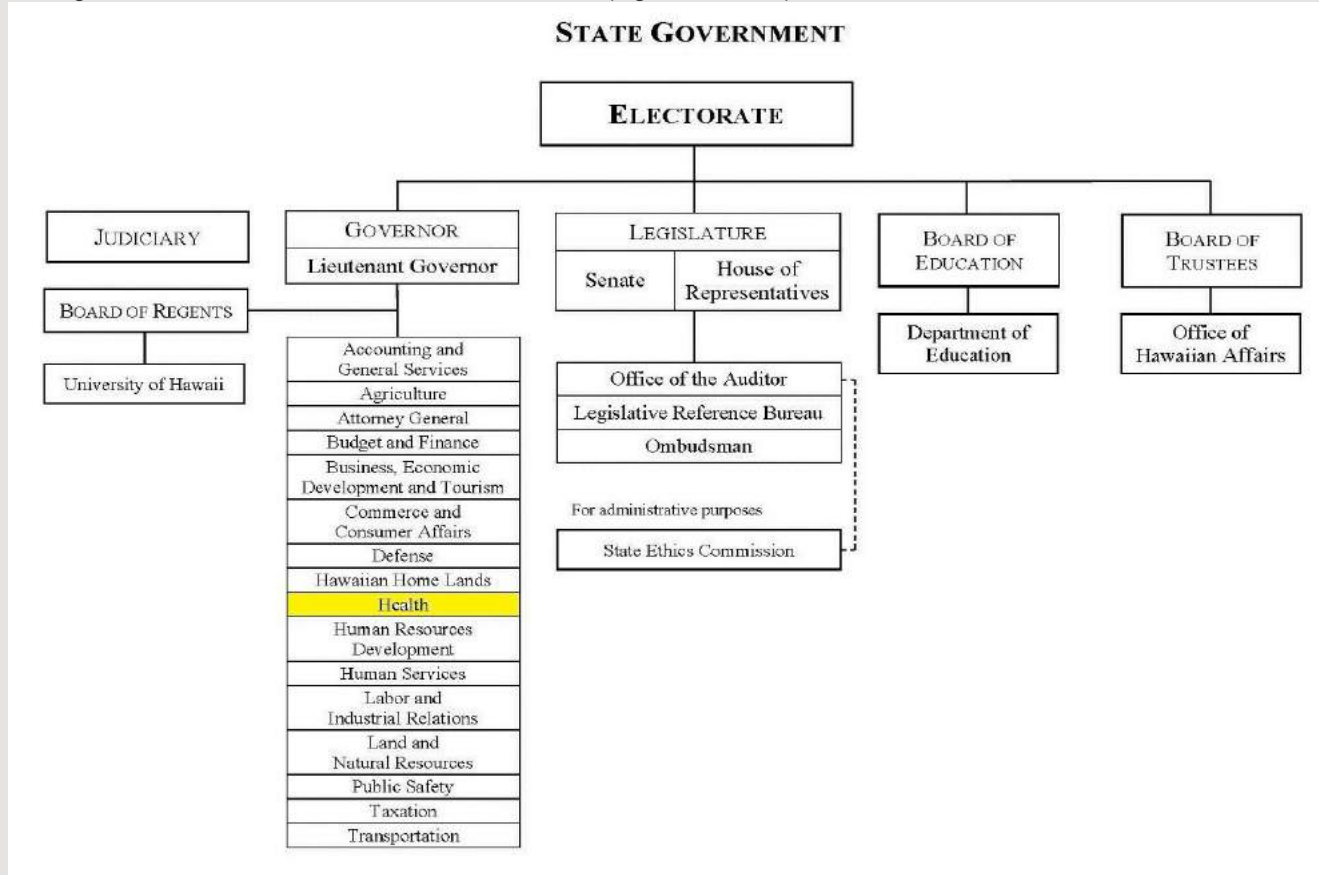 STATE GOVERNMENT
ELECTORATE
JUDICIARY
GOVERNOR
Lieutenant Governor
BOARD OF REGENTS
University of Hawaii
Accounting and
General Services
Agriculture
Attorney General
Budget and Finance
Business, Economic
Development and Tourism
Commerce and
Consumer Affairs
Defense
Hawaiian Home Lands
Health
Human Resources
Development
Human Services
Labor and
Industrial Relations
Land and
Natural Resources
Public Safety
Taxation
Transportation
LEGISLATURE
Senate
House of
Representatives
Office of the Auditor
Legislative Reference Bureau
Ombudsman
For administrative purposes
State Ethics Commission
BOARD OF
EDUCATION
Department of
Education
BOARD OF
TRUSTEES
Office of
Hawaiian Affairs